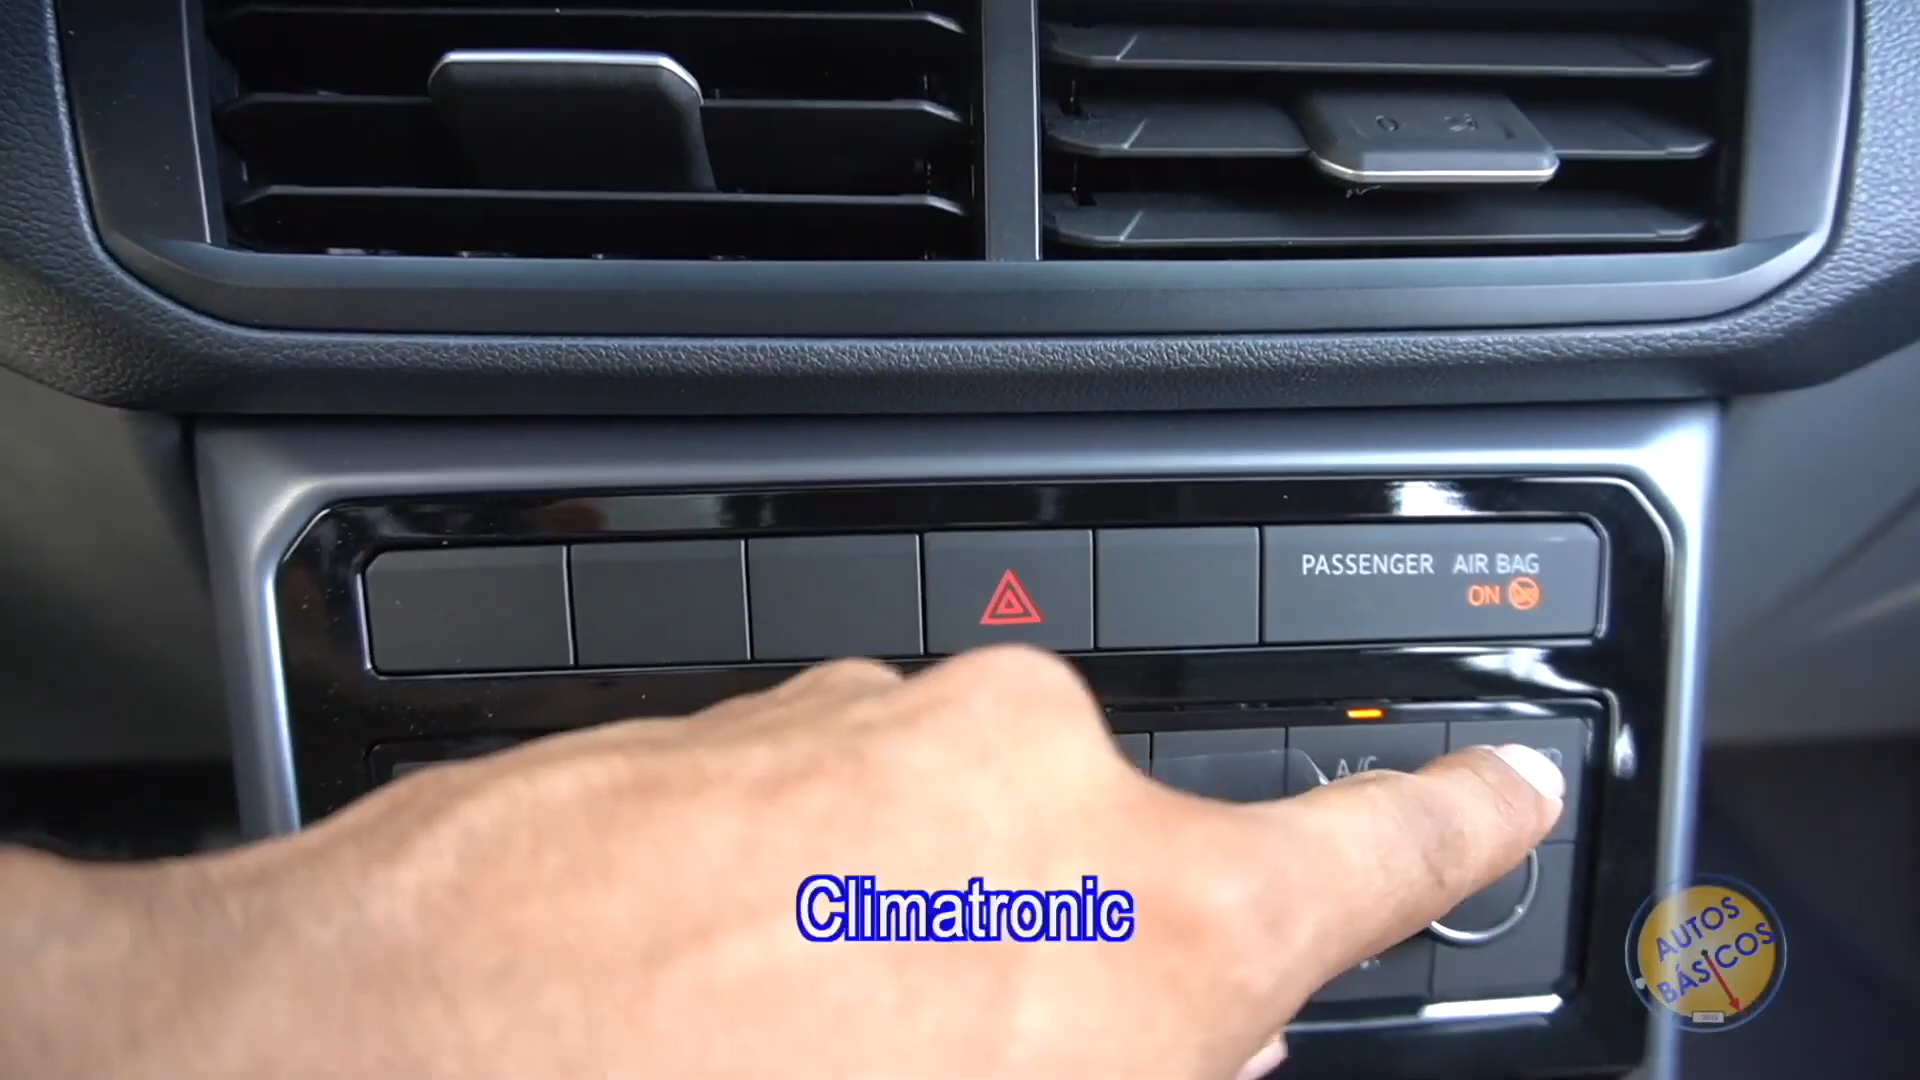 PASSENGER AIR BAG
ON
A/C
Climatronic
AUTOS
BÁSICOS